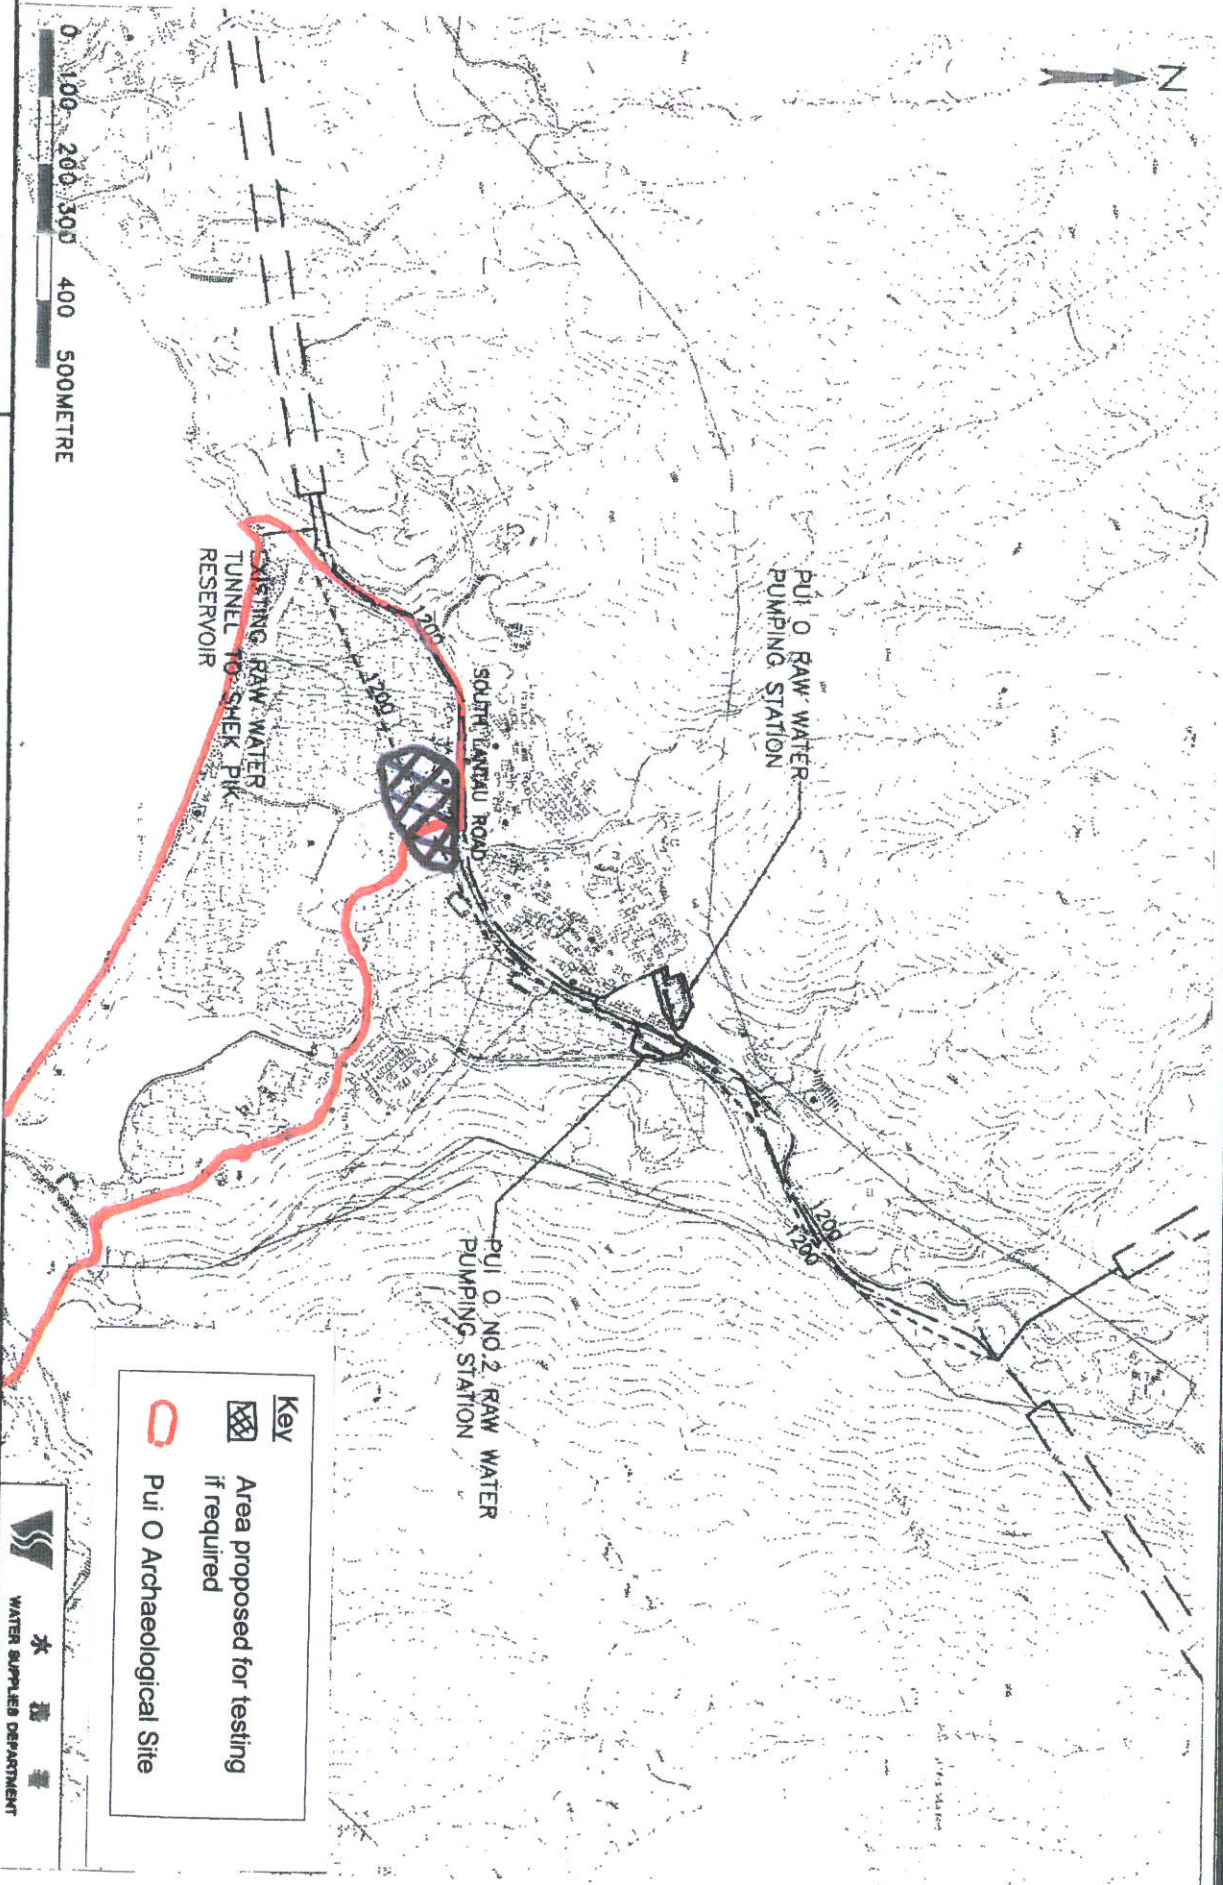 N
PUI O RAW WATER
PUMPING STATION
SOUTH LANTAU ROAD
1200
1200
1200
1200
EXISTING RAW WATER
TUNNEL TO SHEK PIK
RESERVOIR
PUI O NO.2 RAW WATER
PUMPING STATION
0 100 200 300 400 500METRE
Key
Area proposed for testing
if required
Pui O Archaeological Site
水務署
WATER SUPPLIES DEPARTMENT